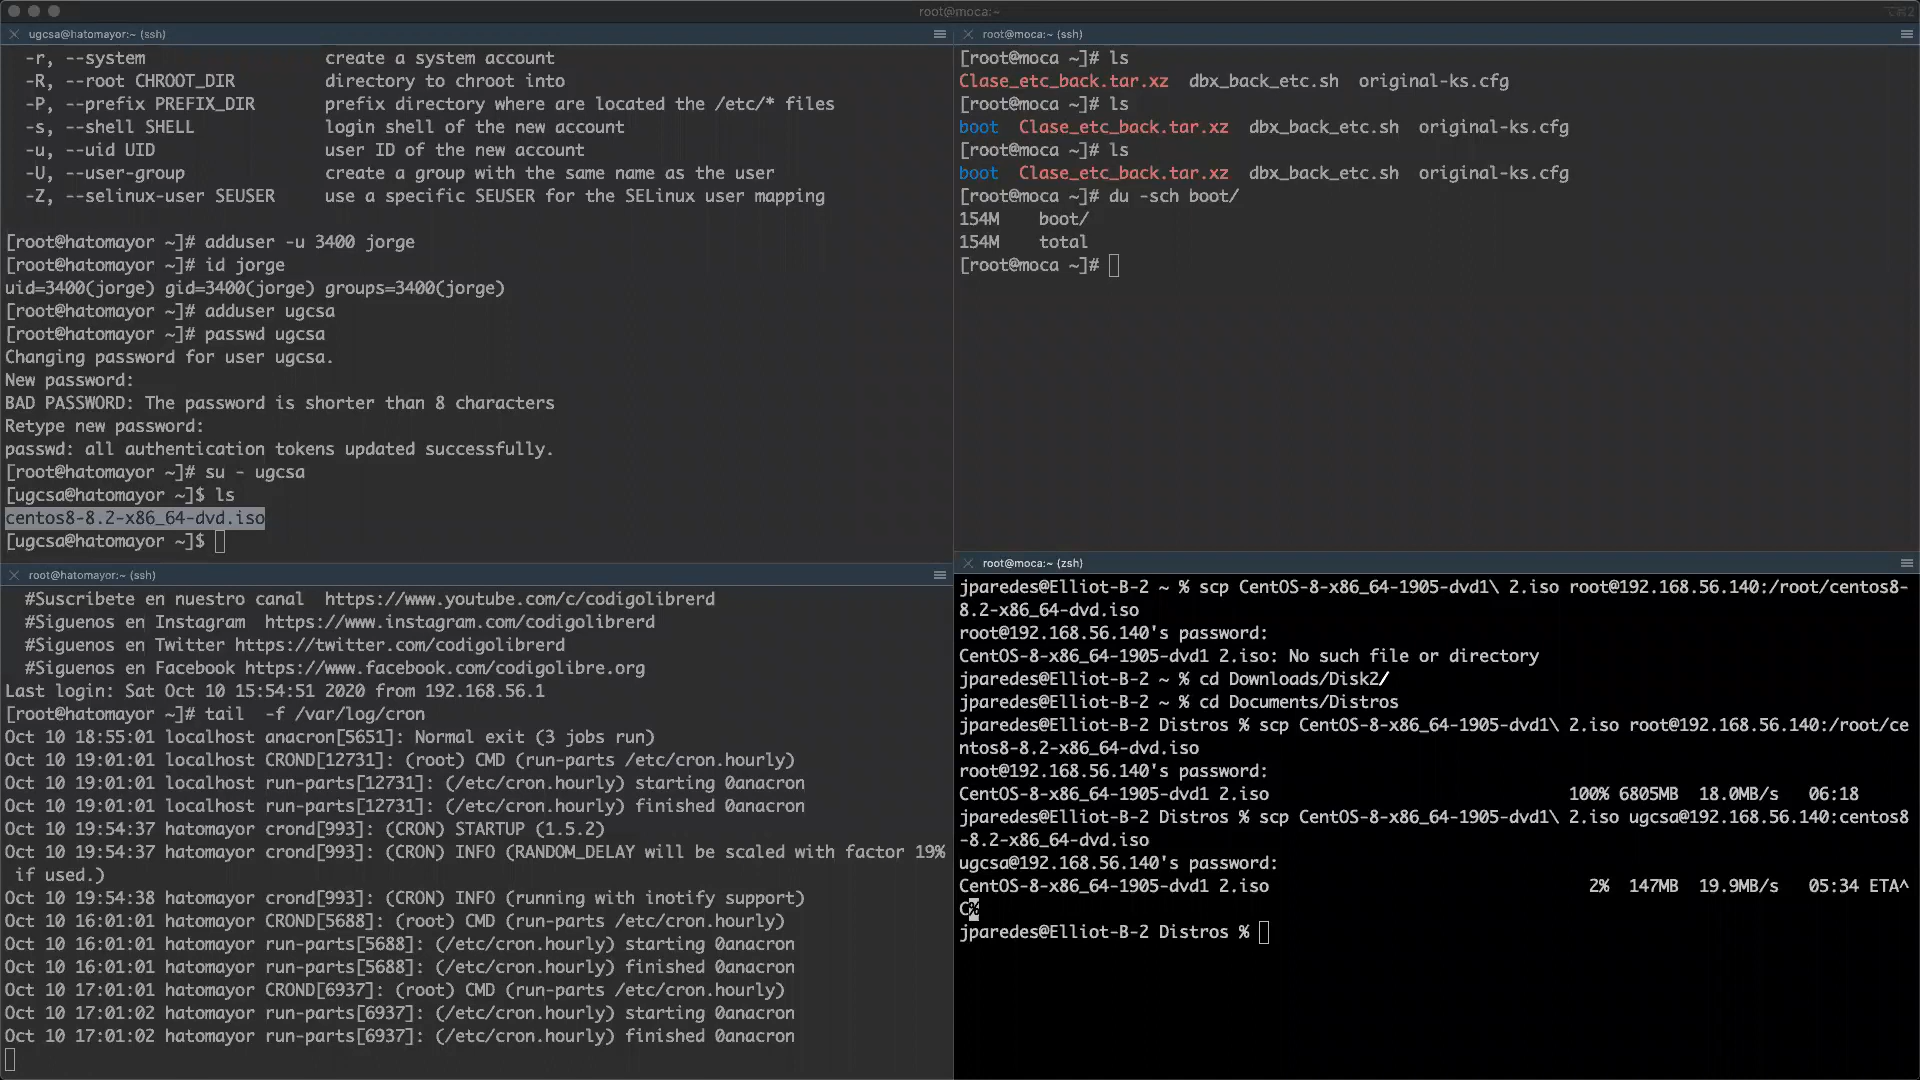 root@moca:~
⌥⌘2
ugcsa@hatomayor:~ (ssh)
-r, --system create a system account
-R, --root CHROOT_DIR directory to chroot into
-P, --prefix PREFIX_DIR prefix directory where are located the /etc/* files
-s, --shell SHELL login shell of the new account
-u, --uid UID user ID of the new account
-U, --user-group create a group with the same name as the user
-Z, --selinux-user SEUSER use a specific SEUSER for the SELinux user mapping
[root@hatomayor ~]# adduser -u 3400 jorge
[root@hatomayor ~]# id jorge
uid=3400(jorge) gid=3400(jorge) groups=3400(jorge)
[root@hatomayor ~]# adduser ugcsa
[root@hatomayor ~]# passwd ugcsa
Changing password for user ugcsa.
New password:
BAD PASSWORD: The password is shorter than 8 characters
Retype new password:
passwd: all authentication tokens updated successfully.
[root@hatomayor ~]# su - ugcsa
[ugcsa@hatomayor ~]$ ls
centos8-8.2-x86_64-dvd.iso
[ugcsa@hatomayor ~]$
root@moca:~ (ssh)
[root@moca ~]# ls
Clase_etc_back.tar.xz dbx_back_etc.sh original-ks.cfg
[root@moca ~]# ls
boot Clase_etc_back.tar.xz dbx_back_etc.sh original-ks.cfg
[root@moca ~]# ls
boot Clase_etc_back.tar.xz dbx_back_etc.sh original-ks.cfg
[root@moca ~]# du -sch boot/
154M boot/
154M total
[root@moca ~]#
root@hatomayor:~ (ssh)
#Suscribete en nuestro canal https://www.youtube.com/c/codigolibrerd
#Siguenos en Instagram https://www.instagram.com/codigolibrerd
#Siguenos en Twitter https://twitter.com/codigolibrerd
#Siguenos en Facebook https://www.facebook.com/codigolibre.org
Last login: Sat Oct 10 15:54:51 2020 from 192.168.56.1
[root@hatomayor ~]# tail -f /var/log/cron
Oct 10 18:55:01 localhost anacron[5651]: Normal exit (3 jobs run)
Oct 10 19:01:01 localhost CROND[12731]: (root) CMD (run-parts /etc/cron.hourly)
Oct 10 19:01:01 localhost run-parts[12731]: (/etc/cron.hourly) starting 0anacron
Oct 10 19:01:01 localhost run-parts[12731]: (/etc/cron.hourly) finished 0anacron
Oct 10 19:54:37 hatomayor crond[993]: (CRON) STARTUP (1.5.2)
Oct 10 19:54:37 hatomayor crond[993]: (CRON) INFO (RANDOM_DELAY will be scaled with factor 19%
if used.)
Oct 10 19:54:38 hatomayor crond[993]: (CRON) INFO (running with inotify support)
Oct 10 16:01:01 hatomayor CROND[5688]: (root) CMD (run-parts /etc/cron.hourly)
Oct 10 16:01:01 hatomayor run-parts[5688]: (/etc/cron.hourly) starting 0anacron
Oct 10 16:01:01 hatomayor run-parts[5688]: (/etc/cron.hourly) finished 0anacron
Oct 10 17:01:01 hatomayor CROND[6937]: (root) CMD (run-parts /etc/cron.hourly)
Oct 10 17:01:02 hatomayor run-parts[6937]: (/etc/cron.hourly) starting 0anacron
Oct 10 17:01:02 hatomayor run-parts[6937]: (/etc/cron.hourly) finished 0anacron
root@moca:~ (zsh)
jparedes@Elliot-B-2 ~ % scp CentOS-8-x86_64-1905-dvd1\ 2.iso root@192.168.56.140:/root/centos8-
8.2-x86_64-dvd.iso
root@192.168.56.140's password:
CentOS-8-x86_64-1905-dvd1 2.iso: No such file or directory
jparedes@Elliot-B-2 ~ % cd Downloads/Disk2/
jparedes@Elliot-B-2 ~ % cd Documents/Distros
jparedes@Elliot-B-2 Distros % scp CentOS-8-x86_64-1905-dvd1\ 2.iso root@192.168.56.140:/root/ce
ntos8-8.2-x86_64-dvd.iso
root@192.168.56.140's password:
CentOS-8-x86_64-1905-dvd1 2.iso 100% 6805MB 18.0MB/s 06:18
jparedes@Elliot-B-2 Distros % scp CentOS-8-x86_64-1905-dvd1\ 2.iso ugcsa@192.168.56.140:centos8
-8.2-x86_64-dvd.iso
ugcsa@192.168.56.140's password:
CentOS-8-x86_64-1905-dvd1 2.iso 2% 147MB 19.9MB/s 05:34 ETA^
C%
jparedes@Elliot-B-2 Distros %